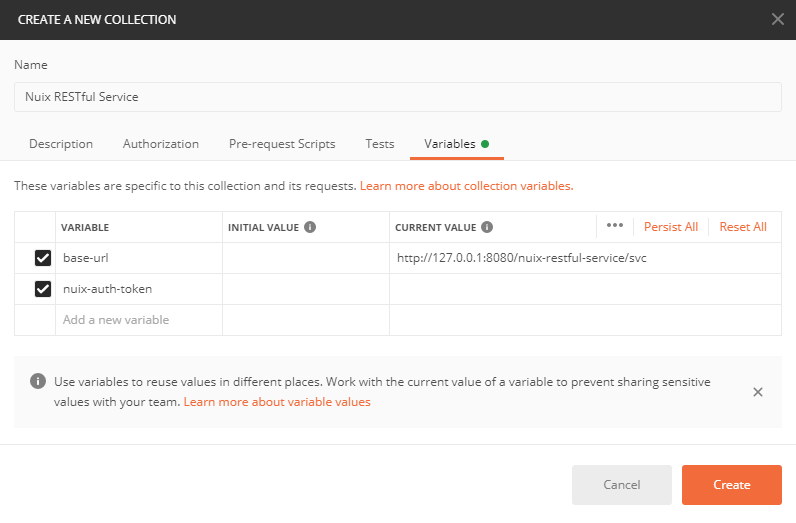 CREATE A NEW COLLECTION
Name
Nuix RESTful Service
Description Authorization Pre-request Scripts Tests Variables
These variables are specific to this collection and its requests. Learn more about collection variables.
VARIABLE INITIAL VALUE CURRENT VALUE Persist All Reset All
base-url http://127.0.0.1:8080/nuix-restful-service/svc
nuix-auth-token
Add a new variable
Use variables to reuse values in different places. Work with the current value of a variable to prevent sharing sensitive
values with your team. Learn more about variable values
Cancel Create